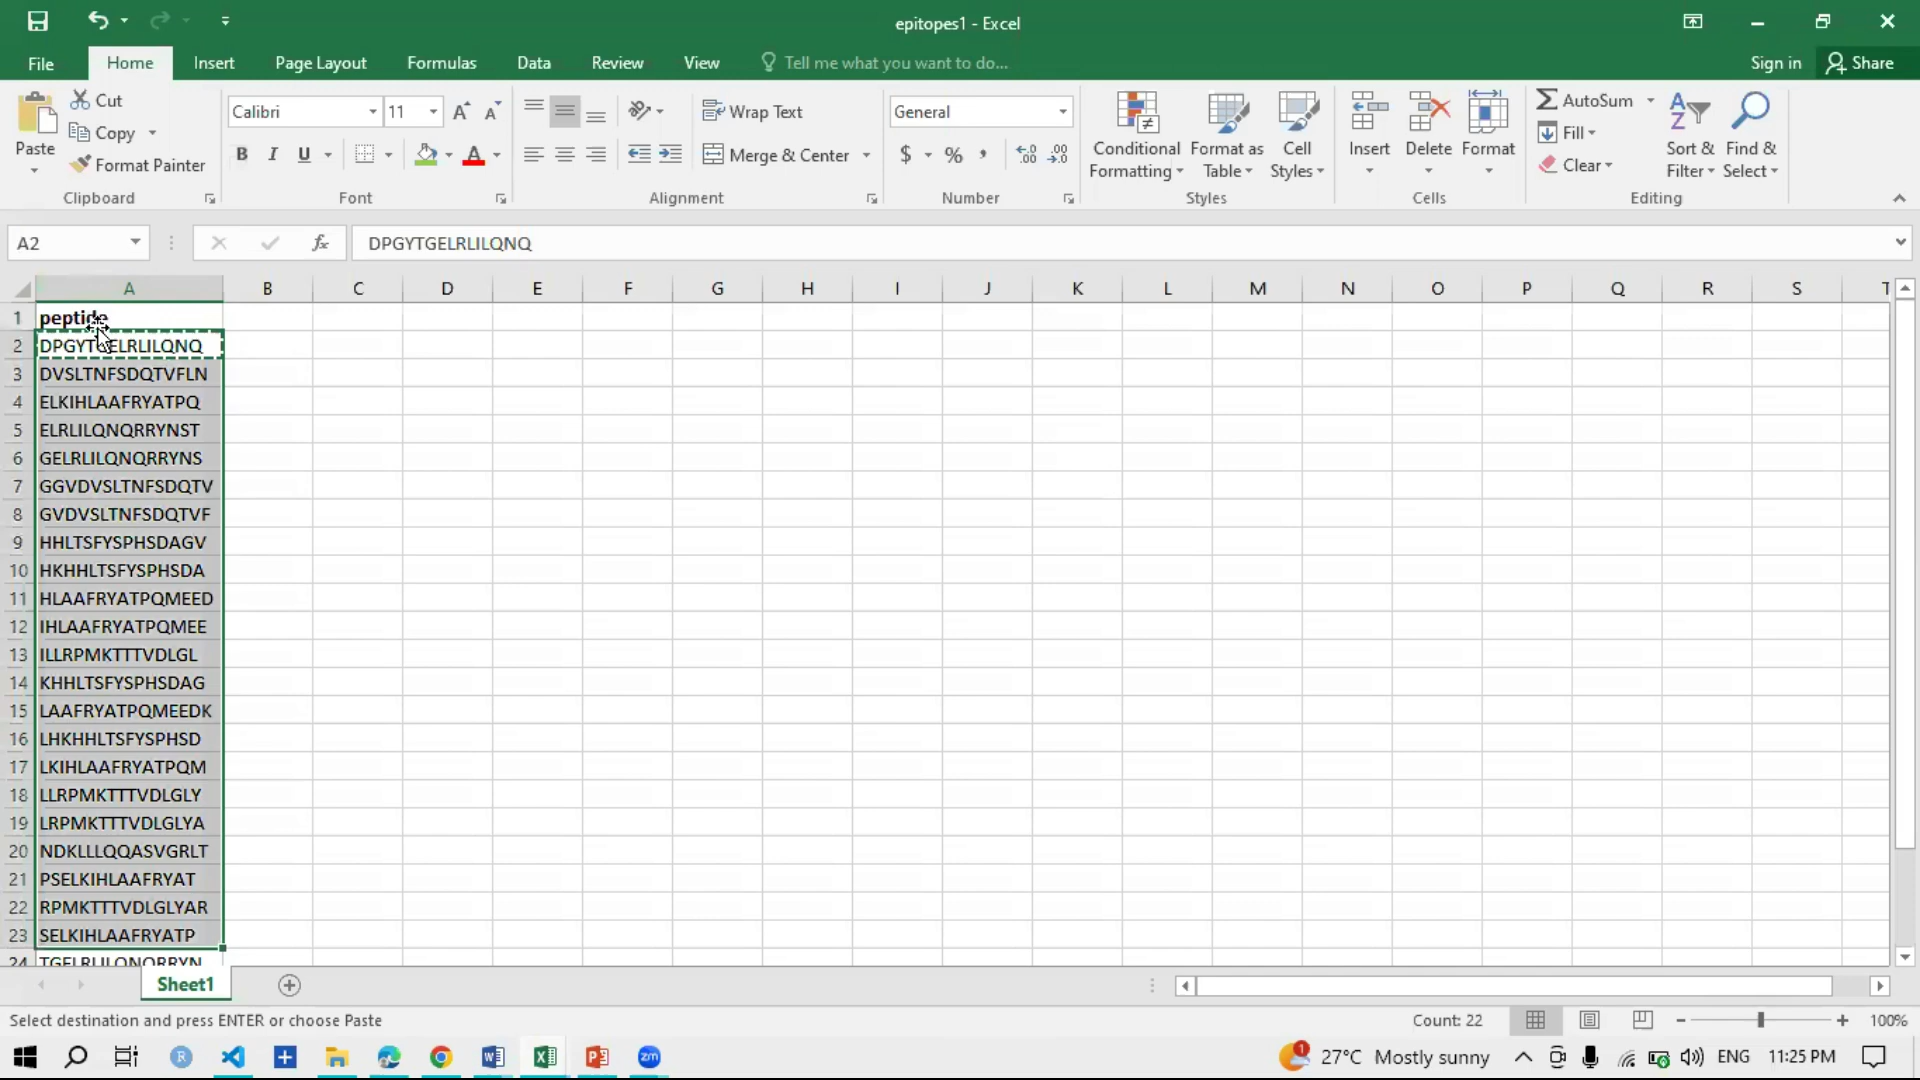 epitopes1 - Excel
File Home Insert Page Layout Formulas Data Review View Tell me what you want to do... Sign in Share
Cut Calibri 11 Wrap Text General AutoSum
Paste Copy Conditional Formatting Format as Table Cell Styles Insert Delete Format Fill Sort & Filter Find & Select
Format Painter B I U Merge & Center $ % , Clear
Clipboard Font Alignment Number Styles Cells Editing
A2 fx DPGYTGELRLILQNQ
A B C D E F G H I J K L M N O P Q R S T
1 peptide
2 DPGYTGELRLILQNQ
3 DVSLTNFSDQTVFLN
4 ELKIHLAAFRYATPQ
5 ELRLILQNQRRYNST
6 GELRLILQNQRRYNS
7 GGVDVSLTNFSDQTV
8 GVDVSLTNFSDQTVF
9 HHLTSFYSPHSDAGV
10 HKHHLTSFYSPHSDA
11 HLAAFRYATPQMEED
12 IHLAAFRYATPQMEE
13 ILLRPMKTTTVDLGL
14 KHHLTSFYSPHSDAG
15 LAAFRYATPQMEEDK
16 LHKHHLTSFYSPHSD
17 LKIHLAAFRYATPQM
18 LLRPMKTTTVDLGLY
19 LRPMKTTTVDLGLYA
20 NDKLLLQQASVGRLT
21 PSELKIHLAAFRYAT
22 RPMKTTTVDLGLYAR
23 SELKIHLAAFRYATP
24 TGELRLILQNQRRYN
Sheet1
Select destination and press ENTER or choose Paste Count: 22 100%
27°C Mostly sunny ENG 11:25 PM